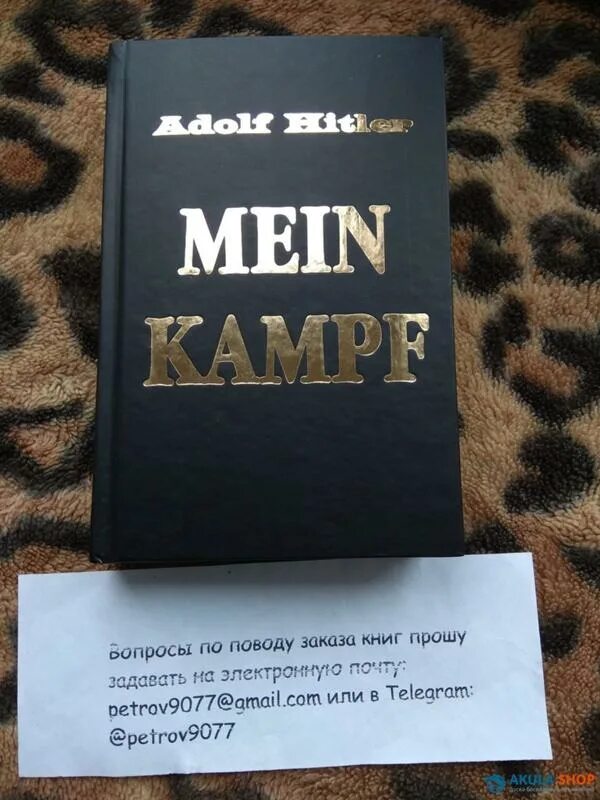 Adolf Hitler
MEIN
KAMPF
Вопросы по поводу заказа книг прошу
задавать на электронную почту:
petrov9077@gmail.com или в Telegram:
@petrov9077
AKULA SHOP